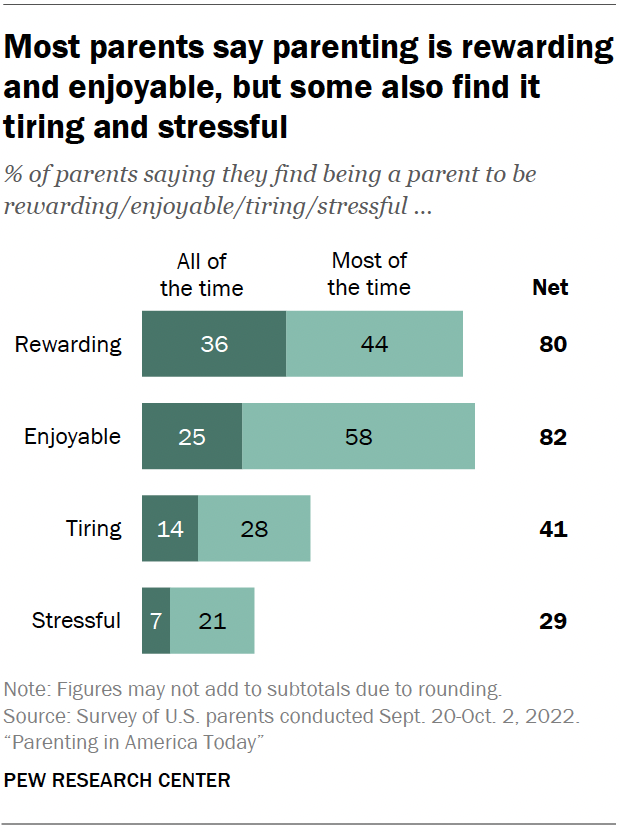 Most parents say parenting is rewarding
and enjoyable, but some also find it
tiring and stressful
% of parents saying they find being a parent to be
rewarding/enjoyable/tiring/stressful ...
All of
the time
Most of
the time
Net
Rewarding 36 44 80
Enjoyable 25 58 82
Tiring 14 28 41
Stressful 7 21 29
Note: Figures may not add to subtotals due to rounding.
Source: Survey of U.S. parents conducted Sept. 20-Oct. 2, 2022.
“Parenting in America Today”
PEW RESEARCH CENTER